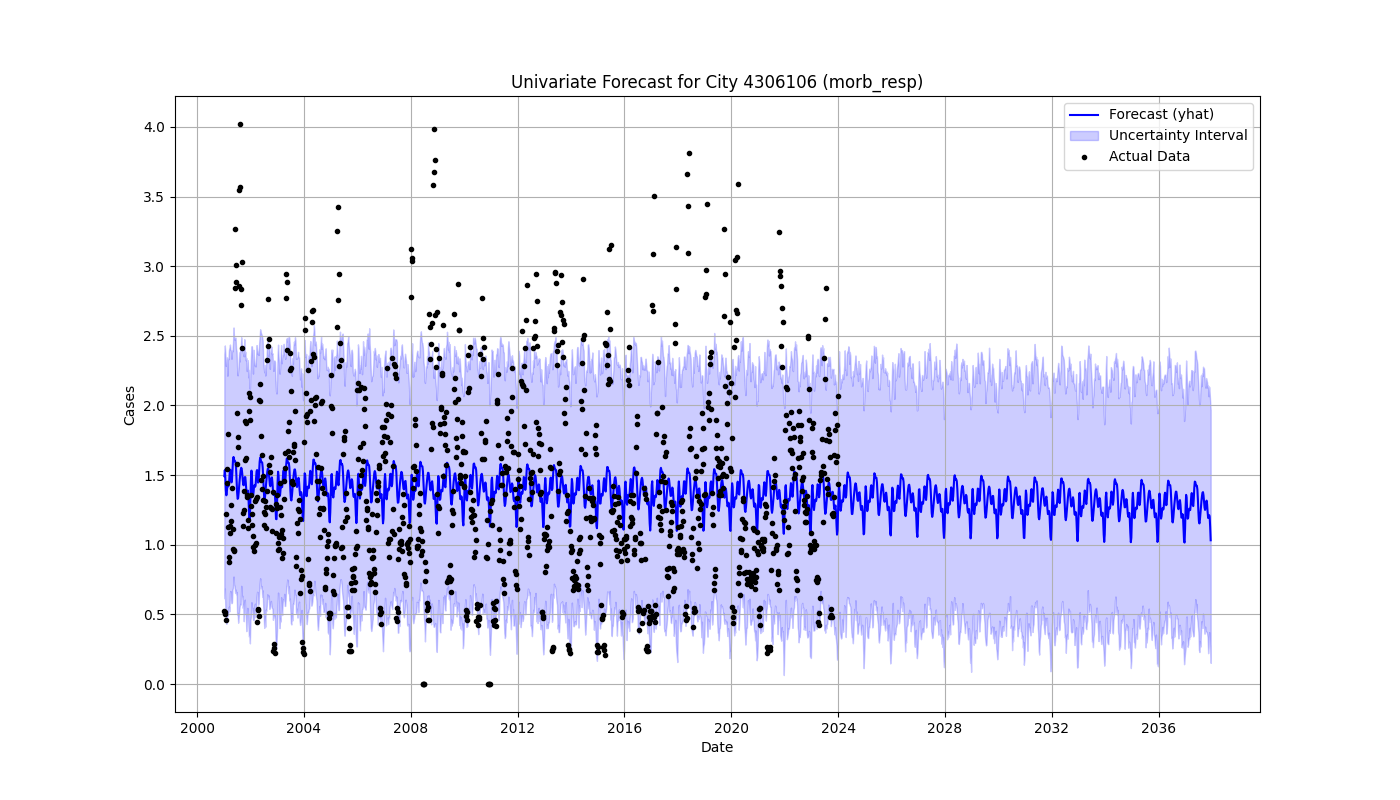 Univariate Forecast for City 4306106 (morb_resp)
Forecast (yhat)
Uncertainty Interval
Actual Data
Cases
4.0
3.5
3.0
2.5
2.0
1.5
1.0
0.5
0.0
2000 2004 2008 2012 2016 2020 2024 2028 2032 2036
Date